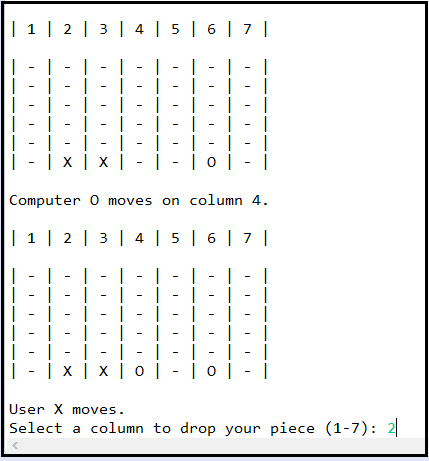 | 1 | 2 | 3 | 4 | 5 | 6 | 7 |
| - | - | - | - | - | - | - |
| - | - | - | - | - | - | - |
| - | - | - | - | - | - | - |
| - | - | - | - | - | - | - |
| - | - | - | - | - | - | - |
| - | X | X | - | - | O | - |
Computer O moves on column 4.
| 1 | 2 | 3 | 4 | 5 | 6 | 7 |
| - | - | - | - | - | - | - |
| - | - | - | - | - | - | - |
| - | - | - | - | - | - | - |
| - | - | - | - | - | - | - |
| - | - | - | - | - | - | - |
| - | X | X | O | - | O | - |
User X moves.
Select a column to drop your piece (1-7): 2